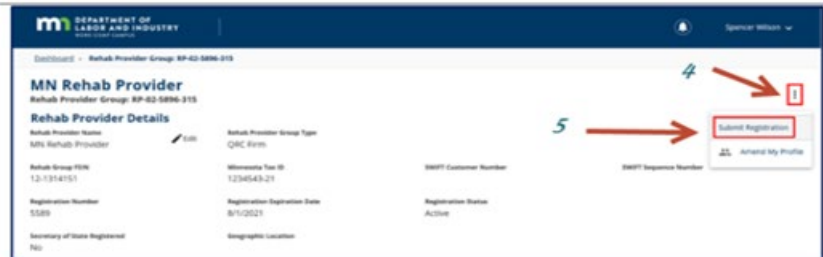 DEPARTMENT OF
LABOR AND INDUSTRY
WORK COMP CAMPUS
Spencer Wilson
Dashboard › Rehab Provider Group: RP-02-5896-315
MN Rehab Provider
Rehab Provider Group: RP-02-5896-315
4
Rehab Provider Details
5
Submit Registration
Rehab Provider Name
Edit
Rehab Provider Group Type
MN Rehab Provider
QRC Firm
Amend My Profile
Rehab Group FEIN
Minnesota Tax ID
SWIFT Customer Number
SWIFT Sequence Number
12-1314151
1234543-21
Registration Number
Registration Expiration Date
Registration Status
5589
8/1/2021
Active
Secretary of State Registered
Geographic Location
No